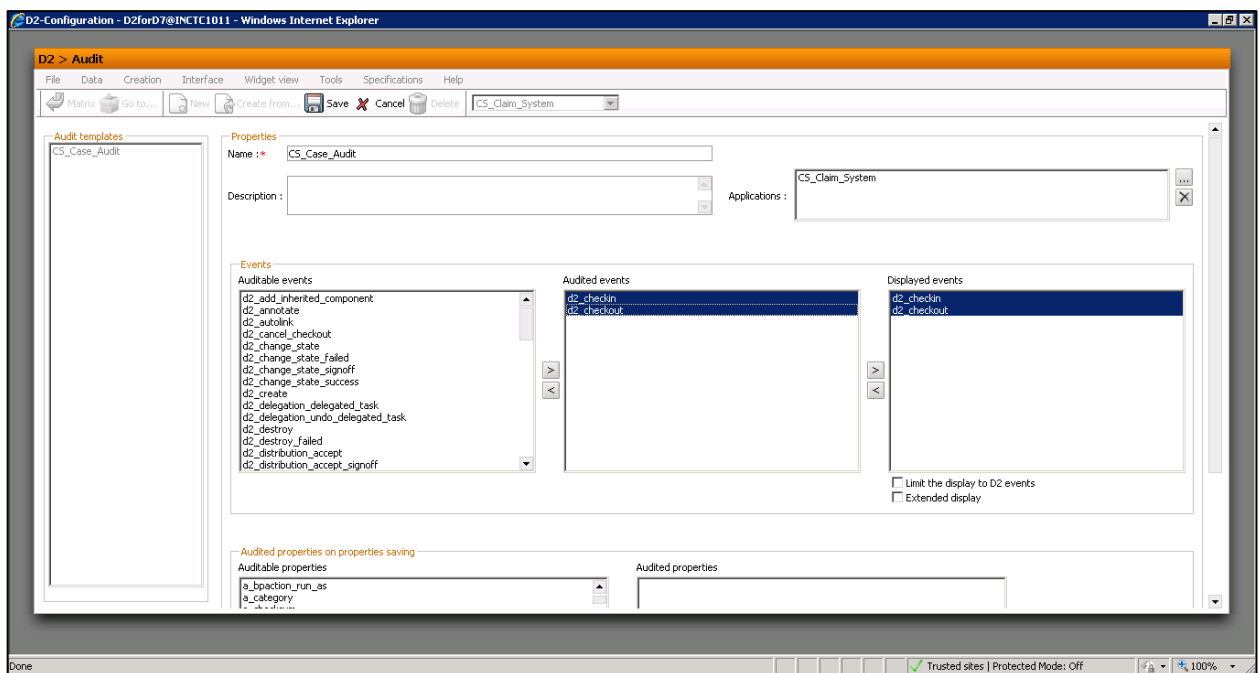 D2-Configuration - D2forD7@INCTC1011 - Windows Internet Explorer
D2 > Audit
File Data Creation Interface Widget view Tools Specifications Help
Matrix Go to... New Create from... Save Cancel Delete CS_Claim_System
Audit templates
CS_Case_Audit
Properties
Name :* CS_Case_Audit
Description :
Applications :
CS_Claim_System
...
Events
Auditable events
d2_add_inherited_component
d2_annotate
d2_autolink
d2_cancel_checkout
d2_change_state
d2_change_state_failed
d2_change_state_signoff
d2_change_state_success
d2_create
d2_delegation_delegated_task
d2_delegation_undo_delegated_task
d2_destroy
d2_destroy_failed
d2_distribution_accept
d2_distribution_accept_signoff
>
<
Audited events
d2_checkin
d2_checkout
>
<
Displayed events
d2_checkin
d2_checkout
Limit the display to D2 events
Extended display
Audited properties on properties saving
Auditable properties
a_bpaction_run_as
a_category
Audited properties
Done
Trusted sites | Protected Mode: Off
100%